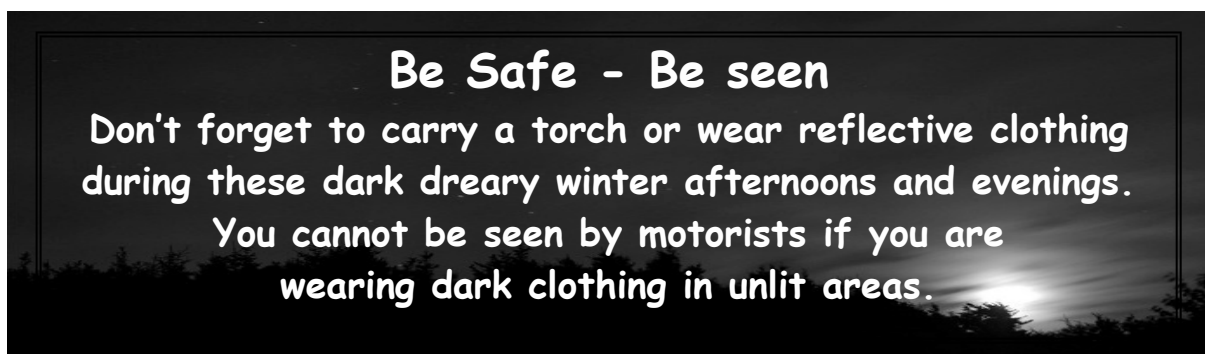 Be Safe - Be seen
Don't forget to carry a torch or wear reflective clothing
during these dark dreary winter afternoons and evenings.
You cannot be seen by motorists if you are
wearing dark clothing in unlit areas.